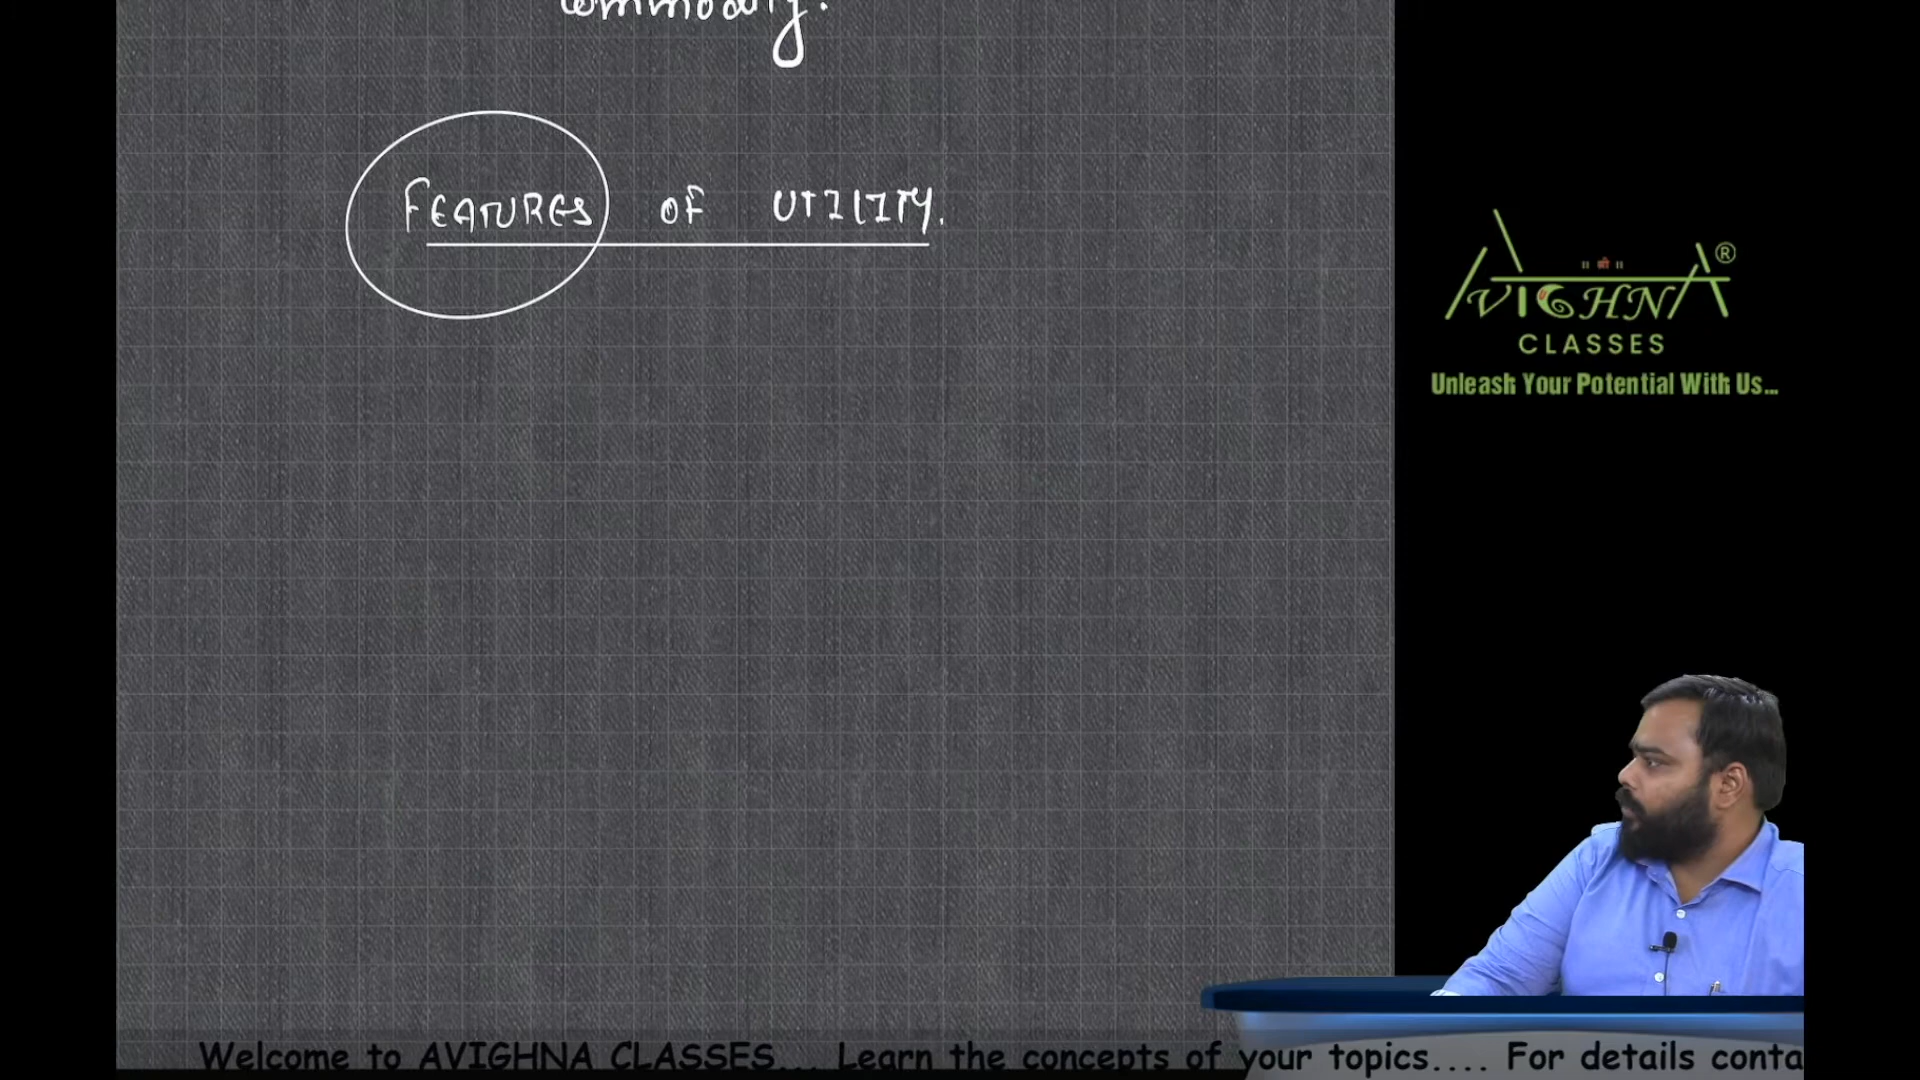 commodity.
FEATURES OF UTILITY.
॥ श्री ॥
AVIGHNA ®
CLASSES
Unleash Your Potential With Us...
Welcome to AVIGHNA CLASSES... Learn the concepts of your topics.... For details conta